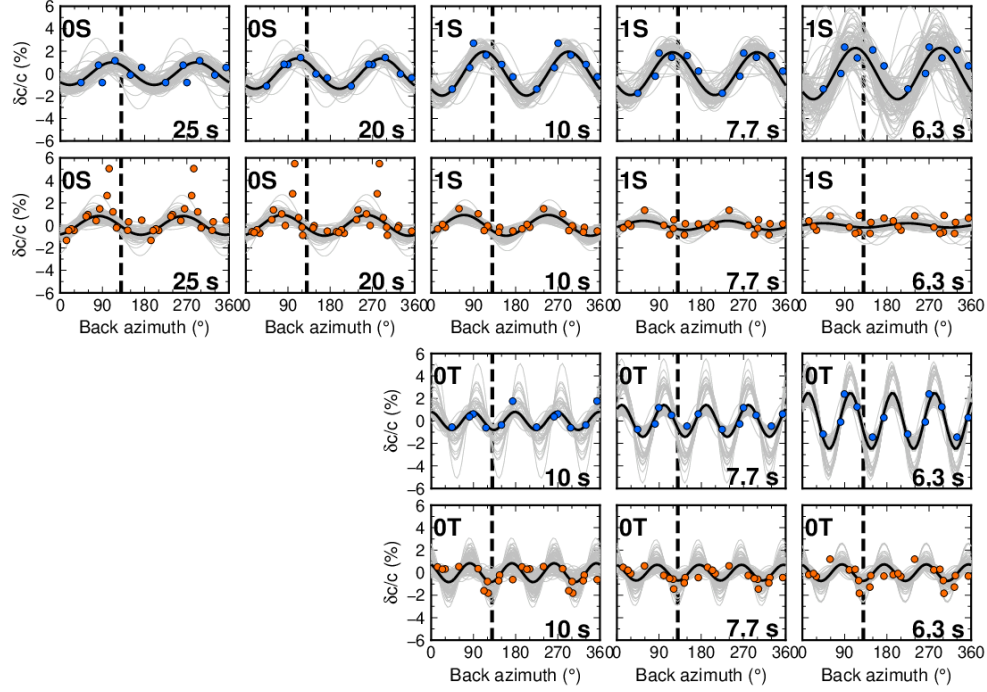 0S 0S 1S 1S 1S
δc/c (%)
6
4
2
0
−2
−4
−6
25 s 20 s 10 s 7.7 s 6.3 s
0S 0S 1S 1S 1S
δc/c (%)
6
4
2
0
−2
−4
−6
25 s 20 s 10 s 7.7 s 6.3 s
0 90 180 270 360 90 180 270 360 90 180 270 360 90 180 270 360 90 180 270 360
Back azimuth (°) Back azimuth (°) Back azimuth (°) Back azimuth (°) Back azimuth (°)
0T 0T 0T
δc/c (%)
6
4
2
0
−2
−4
−6
10 s 7.7 s 6.3 s
0T 0T 0T
δc/c (%)
6
4
2
0
−2
−4
−6
10 s 7.7 s 6.3 s
0 90 180 270 360 0 90 180 270 360 0 90 180 270 360
Back azimuth (°) Back azimuth (°) Back azimuth (°)